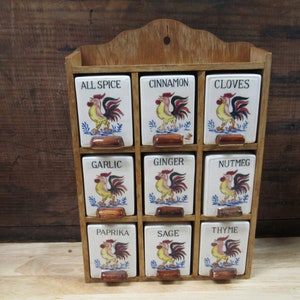 ALL SPICE
CINNAMON
CLOVES
GARLIC
GINGER
NUTMEG
PAPRIKA
SAGE
THYME